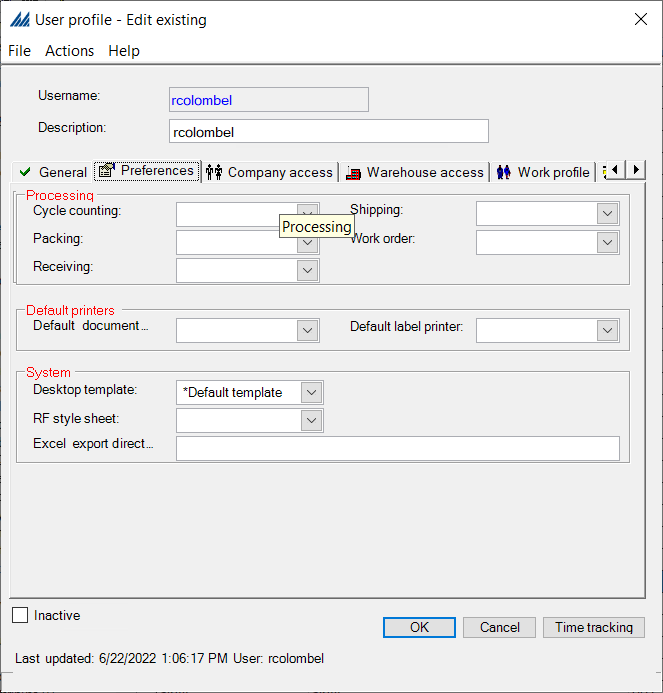 User profile - Edit existing
File Actions Help
Username: rcolombel
Description: rcolombel
General Preferences Company access Warehouse access Work profile
Processing
Cycle counting: Shipping:
Processing
Packing: Work order:
Receiving:
Default printers
Default document... Default label printer:
System
Desktop template: *Default template
RF style sheet:
Excel export direct...
Inactive
OK Cancel Time tracking
Last updated: 6/22/2022 1:06:17 PM User: rcolombel